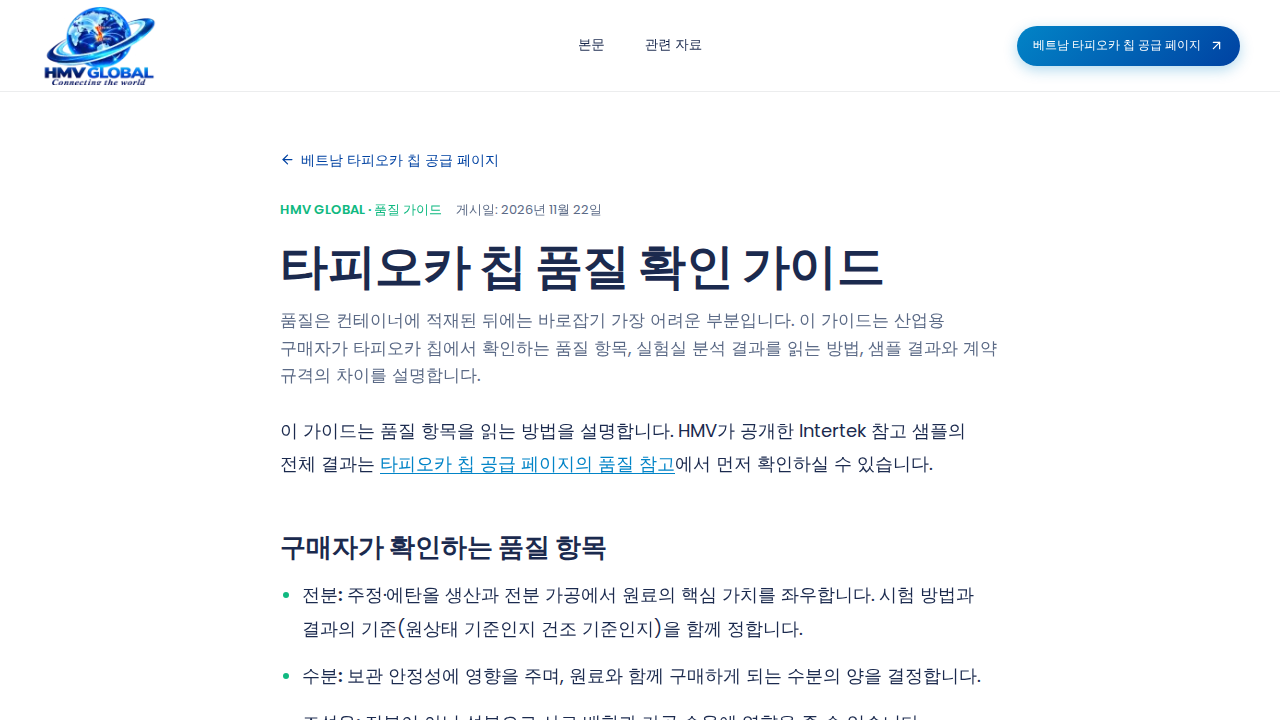 HMV GLOBAL
Connecting the world
본문
관련 자료
베트남 타피오카 칩 공급 페이지
베트남 타피오카 칩 공급 페이지
HMV GLOBAL · 품질 가이드 게시일: 2026년 11월 22일
타피오카 칩 품질 확인 가이드
품질은 컨테이너에 적재된 뒤에는 바로잡기 가장 어려운 부분입니다. 이 가이드는 산업용
구매자가 타피오카 칩에서 확인하는 품질 항목, 실험실 분석 결과를 읽는 방법, 샘플 결과와 계약
규격의 차이를 설명합니다.
이 가이드는 품질 항목을 읽는 방법을 설명합니다. HMV가 공개한 Intertek 참고 샘플의
전체 결과는 타피오카 칩 공급 페이지의 품질 참고에서 먼저 확인하실 수 있습니다.
구매자가 확인하는 품질 항목
전분: 주정·에탄올 생산과 전분 가공에서 원료의 핵심 가치를 좌우합니다. 시험 방법과
결과의 기준(원상태 기준인지 건조 기준인지)을 함께 정합니다.
수분: 보관 안정성에 영향을 주며, 원료와 함께 구매하게 되는 수분의 양을 결정합니다.